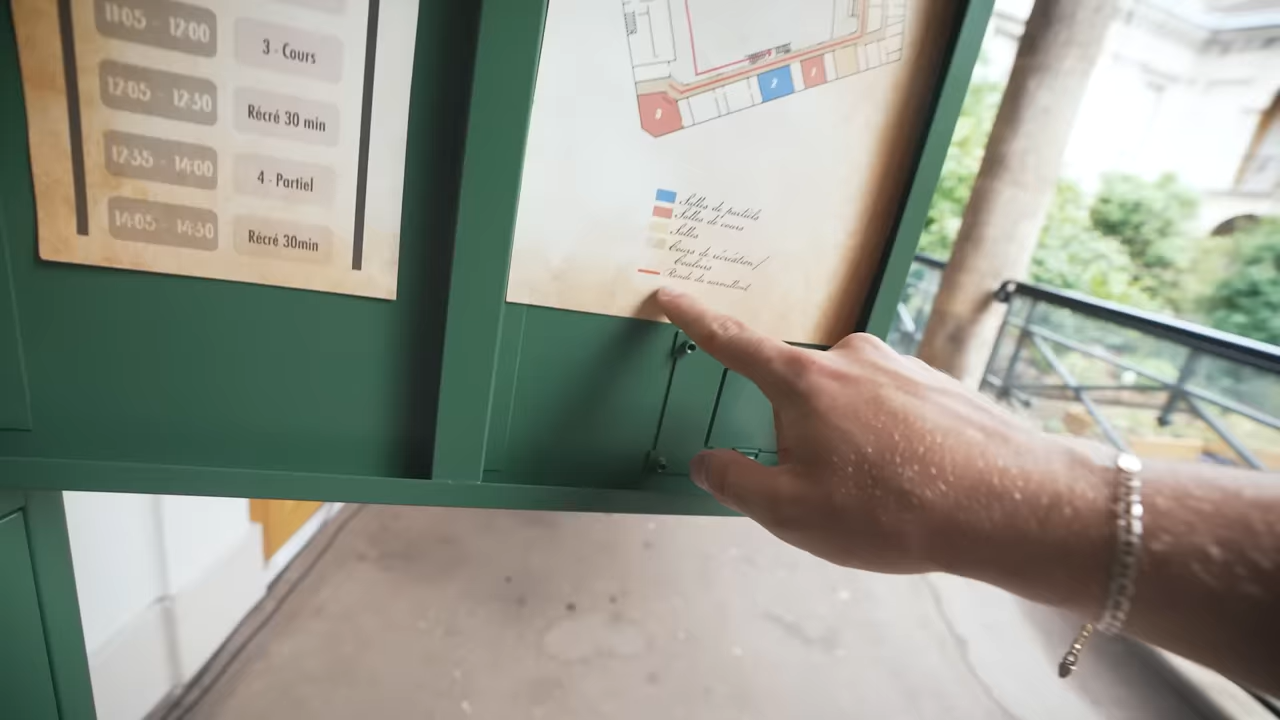 11:05 - 12:00
3 - Cours
12:05 - 12:30
Récré 30 min
12:35 - 14:00
4 - Partiel
14:05 - 14:30
Récré 30min
2
Salles de partiels
Salles de cours
Salles
Cours de récréation/
Couloirs
Ronde du surveillant